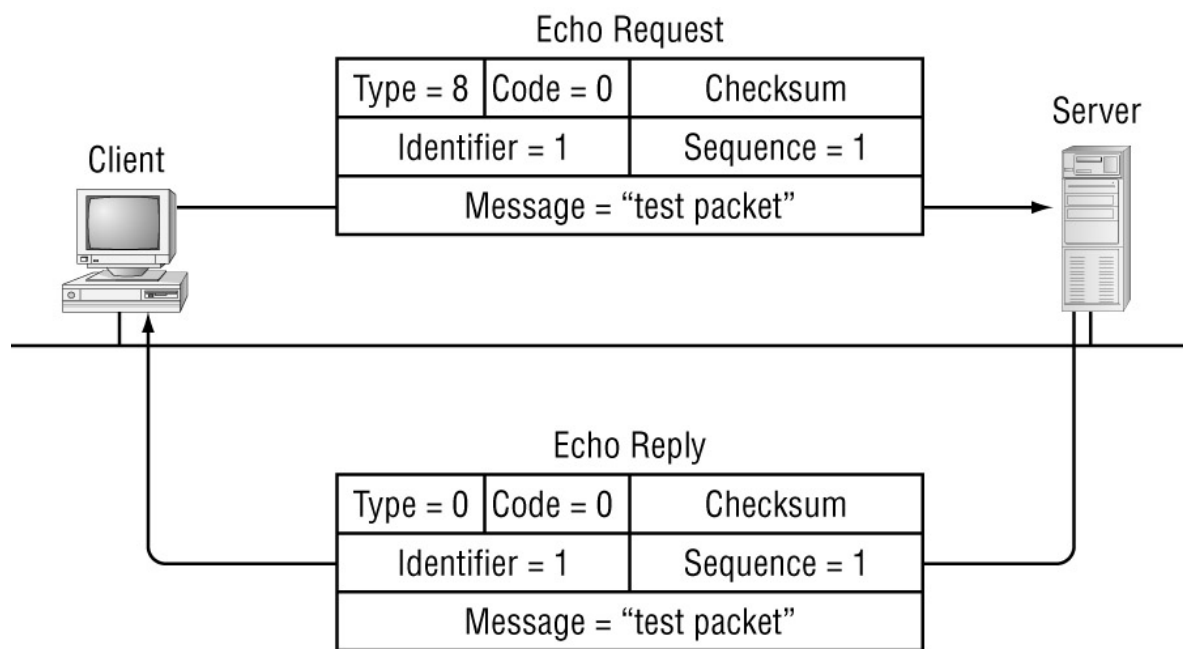 Echo Request
Type = 8 Code = 0 Checksum
Server
Client
Identifier = 1 Sequence = 1
Message = “test packet”
Echo Reply
Type = 0 Code = 0 Checksum
Identifier = 1 Sequence = 1
Message = “test packet”